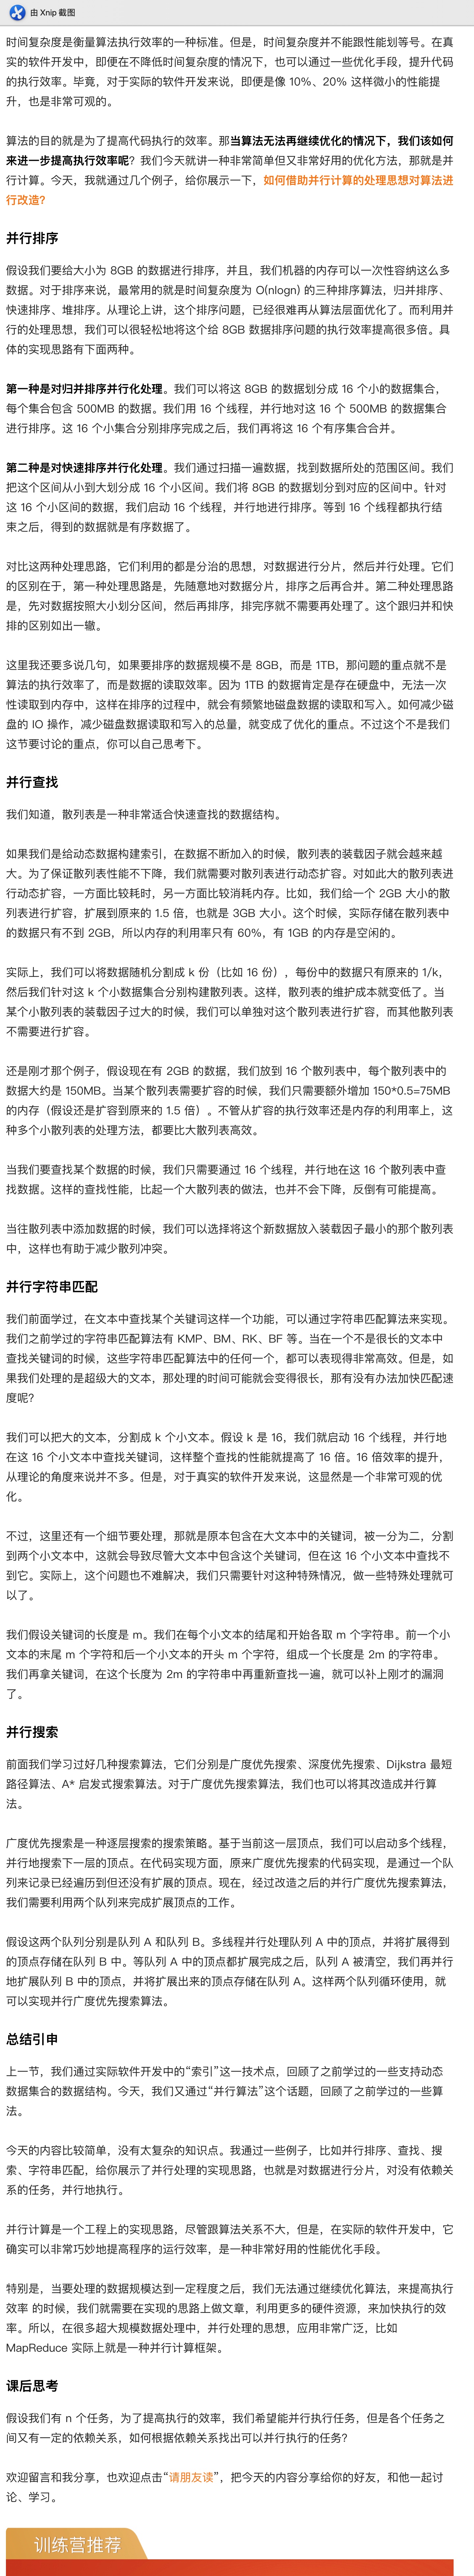 由 Xnip 截图
时间复杂度是衡量算法执行效率的一种标准。但是，时间复杂度并不能跟性能划等号。在真
实的软件开发中，即便在不降低时间复杂度的情况下，也可以通过一些优化手段，提升代码
的执行效率。毕竟，对于实际的软件开发来说，即便是像 10%、20% 这样微小的性能提
升，也是非常可观的。
算法的目的就是为了提高代码执行的效率。那当算法无法再继续优化的情况下，我们该如何
来进一步提高执行效率呢？我们今天就讲一种非常简单但又非常好用的优化方法，那就是并
行计算。今天，我就通过几个例子，给你展示一下，如何借助并行计算的处理思想对算法进
行改造？
并行排序
假设我们要给大小为 8GB 的数据进行排序，并且，我们机器的内存可以一次性容纳这么多
数据。对于排序来说，最常用的就是时间复杂度为 O(nlogn) 的三种排序算法，归并排序、
快速排序、堆排序。从理论上讲，这个排序问题，已经很难再从算法层面优化了。而利用并
行的处理思想，我们可以很轻松地将这个给 8GB 数据排序问题的执行效率提高很多倍。具
体的实现思路有下面两种。
第一种是对归并排序并行化处理。我们可以将这 8GB 的数据划分成 16 个小的数据集合，
每个集合包含 500MB 的数据。我们用 16 个线程，并行地对这 16 个 500MB 的数据集合
进行排序。这 16 个小集合分别排序完成之后，我们再将这 16 个有序集合合并。
第二种是对快速排序并行化处理。我们通过扫描一遍数据，找到数据所处的范围区间。我们
把这个区间从小到大划分成 16 个小区间。我们将 8GB 的数据划分到对应的区间中。针对
这 16 个小区间的数据，我们启动 16 个线程，并行地进行排序。等到 16 个线程都执行结
束之后，得到的数据就是有序数据了。
对比这两种处理思路，它们利用的都是分治的思想，对数据进行分片，然后并行处理。它们
的区别在于，第一种处理思路是，先随意地对数据分片，排序之后再合并。第二种处理思路
是，先对数据按照大小划分区间，然后再排序，排完序就不需要再处理了。这个跟归并和快
排的区别如出一辙。
这里我还要多说几句，如果要排序的数据规模不是 8GB，而是 1TB，那问题的重点就不是
算法的执行效率了，而是数据的读取效率。因为 1TB 的数据肯定是存在硬盘中，无法一次
性读取到内存中，这样在排序的过程中，就会有频繁地磁盘数据的读取和写入。如何减少磁
盘的 IO 操作，减少磁盘数据读取和写入的总量，就变成了优化的重点。不过这个不是我们
这节要讨论的重点，你可以自己思考下。
并行查找
我们知道，散列表是一种非常适合快速查找的数据结构。
如果我们是给动态数据构建索引，在数据不断加入的时候，散列表的装载因子就会越来越
大。为了保证散列表性能不下降，我们就需要对散列表进行动态扩容。对如此大的散列表进
行动态扩容，一方面比较耗时，另一方面比较消耗内存。比如，我们给一个 2GB 大小的散
列表进行扩容，扩展到原来的 1.5 倍，也就是 3GB 大小。这个时候，实际存储在散列表中
的数据只有不到 2GB，所以内存的利用率只有 60%，有 1GB 的内存是空闲的。
实际上，我们可以将数据随机分割成 k 份（比如 16 份），每份中的数据只有原来的 1/k，
然后我们针对这 k 个小数据集合分别构建散列表。这样，散列表的维护成本就变低了。当
某个小散列表的装载因子过大的时候，我们可以单独对这个散列表进行扩容，而其他散列表
不需要进行扩容。
还是刚才那个例子，假设现在有 2GB 的数据，我们放到 16 个散列表中，每个散列表中的
数据大约是 150MB。当某个散列表需要扩容的时候，我们只需要额外增加 150*0.5=75MB
的内存（假设还是扩容到原来的 1.5 倍）。不管从扩容的执行效率还是内存的利用率上，这
种多个小散列表的处理方法，都要比大散列表高效。
当我们要查找某个数据的时候，我们只需要通过 16 个线程，并行地在这 16 个散列表中查
找数据。这样的查找性能，比起一个大散列表的做法，也并不会下降，反倒有可能提高。
当往散列表中添加数据的时候，我们可以选择将这个新数据放入装载因子最小的那个散列表
中，这样也有助于减少散列冲突。
并行字符串匹配
我们前面学过，在文本中查找某个关键词这样一个功能，可以通过字符串匹配算法来实现。
我们之前学过的字符串匹配算法有 KMP、BM、RK、BF 等。当在一个不是很长的文本中
查找关键词的时候，这些字符串匹配算法中的任何一个，都可以表现得非常高效。但是，如
果我们处理的是超级大的文本，那处理的时间可能就会变得很长，那有没有办法加快匹配速
度呢？
我们可以把大的文本，分割成 k 个小文本。假设 k 是 16，我们就启动 16 个线程，并行地
在这 16 个小文本中查找关键词，这样整个查找的性能就提高了 16 倍。16 倍效率的提升，
从理论的角度来说并不多。但是，对于真实的软件开发来说，这显然是一个非常可观的优
化。
不过，这里还有一个细节要处理，那就是原本包含在大文本中的关键词，被一分为二，分割
到两个小文本中，这就会导致尽管大文本中包含这个关键词，但在这 16 个小文本中查找不
到它。实际上，这个问题也不难解决，我们只需要针对这种特殊情况，做一些特殊处理就可
以了。
我们假设关键词的长度是 m。我们在每个小文本的结尾和开始各取 m 个字符串。前一个小
文本的末尾 m 个字符和后一个小文本的开头 m 个字符，组成一个长度是 2m 的字符串。
我们再拿关键词，在这个长度为 2m 的字符串中再重新查找一遍，就可以补上刚才的漏洞
了。
并行搜索
前面我们学习过好几种搜索算法，它们分别是广度优先搜索、深度优先搜索、Dijkstra 最短
路径算法、A* 启发式搜索算法。对于广度优先搜索算法，我们也可以将其改造成并行算
法。
广度优先搜索是一种逐层搜索的搜索策略。基于当前这一层顶点，我们可以启动多个线程，
并行地搜索下一层的顶点。在代码实现方面，原来广度优先搜索的代码实现，是通过一个队
列来记录已经遍历到但还没有扩展的顶点。现在，经过改造之后的并行广度优先搜索算法，
我们需要利用两个队列来完成扩展顶点的工作。
假设这两个队列分别是队列 A 和队列 B。多线程并行处理队列 A 中的顶点，并将扩展得到
的顶点存储在队列 B 中。等队列 A 中的顶点都扩展完成之后，队列 A 被清空，我们再并行
地扩展队列 B 中的顶点，并将扩展出来的顶点存储在队列 A。这样两个队列循环使用，就
可以实现并行广度优先搜索算法。
总结引申
上一节，我们通过实际软件开发中的“索引”这一技术点，回顾了之前学过的一些支持动态
数据集合的数据结构。今天，我们又通过“并行算法”这个话题，回顾了之前学过的一些算
法。
今天的内容比较简单，没有太复杂的知识点。我通过一些例子，比如并行排序、查找、搜
索、字符串匹配，给你展示了并行处理的实现思路，也就是对数据进行分片，对没有依赖关
系的任务，并行地执行。
并行计算是一个工程上的实现思路，尽管跟算法关系不大，但是，在实际的软件开发中，它
确实可以非常巧妙地提高程序的运行效率，是一种非常好用的性能优化手段。
特别是，当要处理的数据规模达到一定程度之后，我们无法通过继续优化算法，来提高执行
效率 的时候，我们就需要在实现的思路上做文章，利用更多的硬件资源，来加快执行的效
率。所以，在很多超大规模数据处理中，并行处理的思想，应用非常广泛，比如
MapReduce 实际上就是一种并行计算框架。
课后思考
假设我们有 n 个任务，为了提高执行的效率，我们希望能并行执行任务，但是各个任务之
间又有一定的依赖关系，如何根据依赖关系找出可以并行执行的任务？
欢迎留言和我分享，也欢迎点击“请朋友读”，把今天的内容分享给你的好友，和他一起讨
论、学习。
训练营推荐